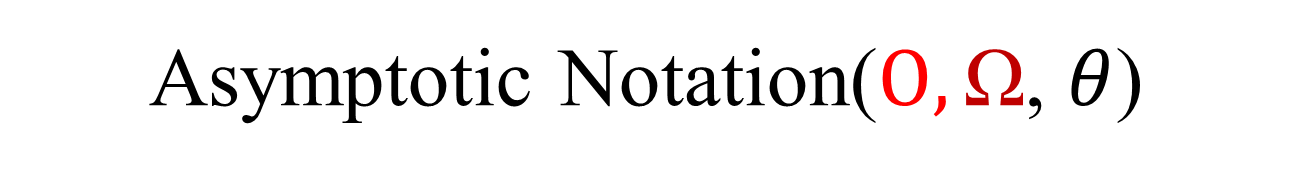 Asymptotic Notation(O, Ω, θ)